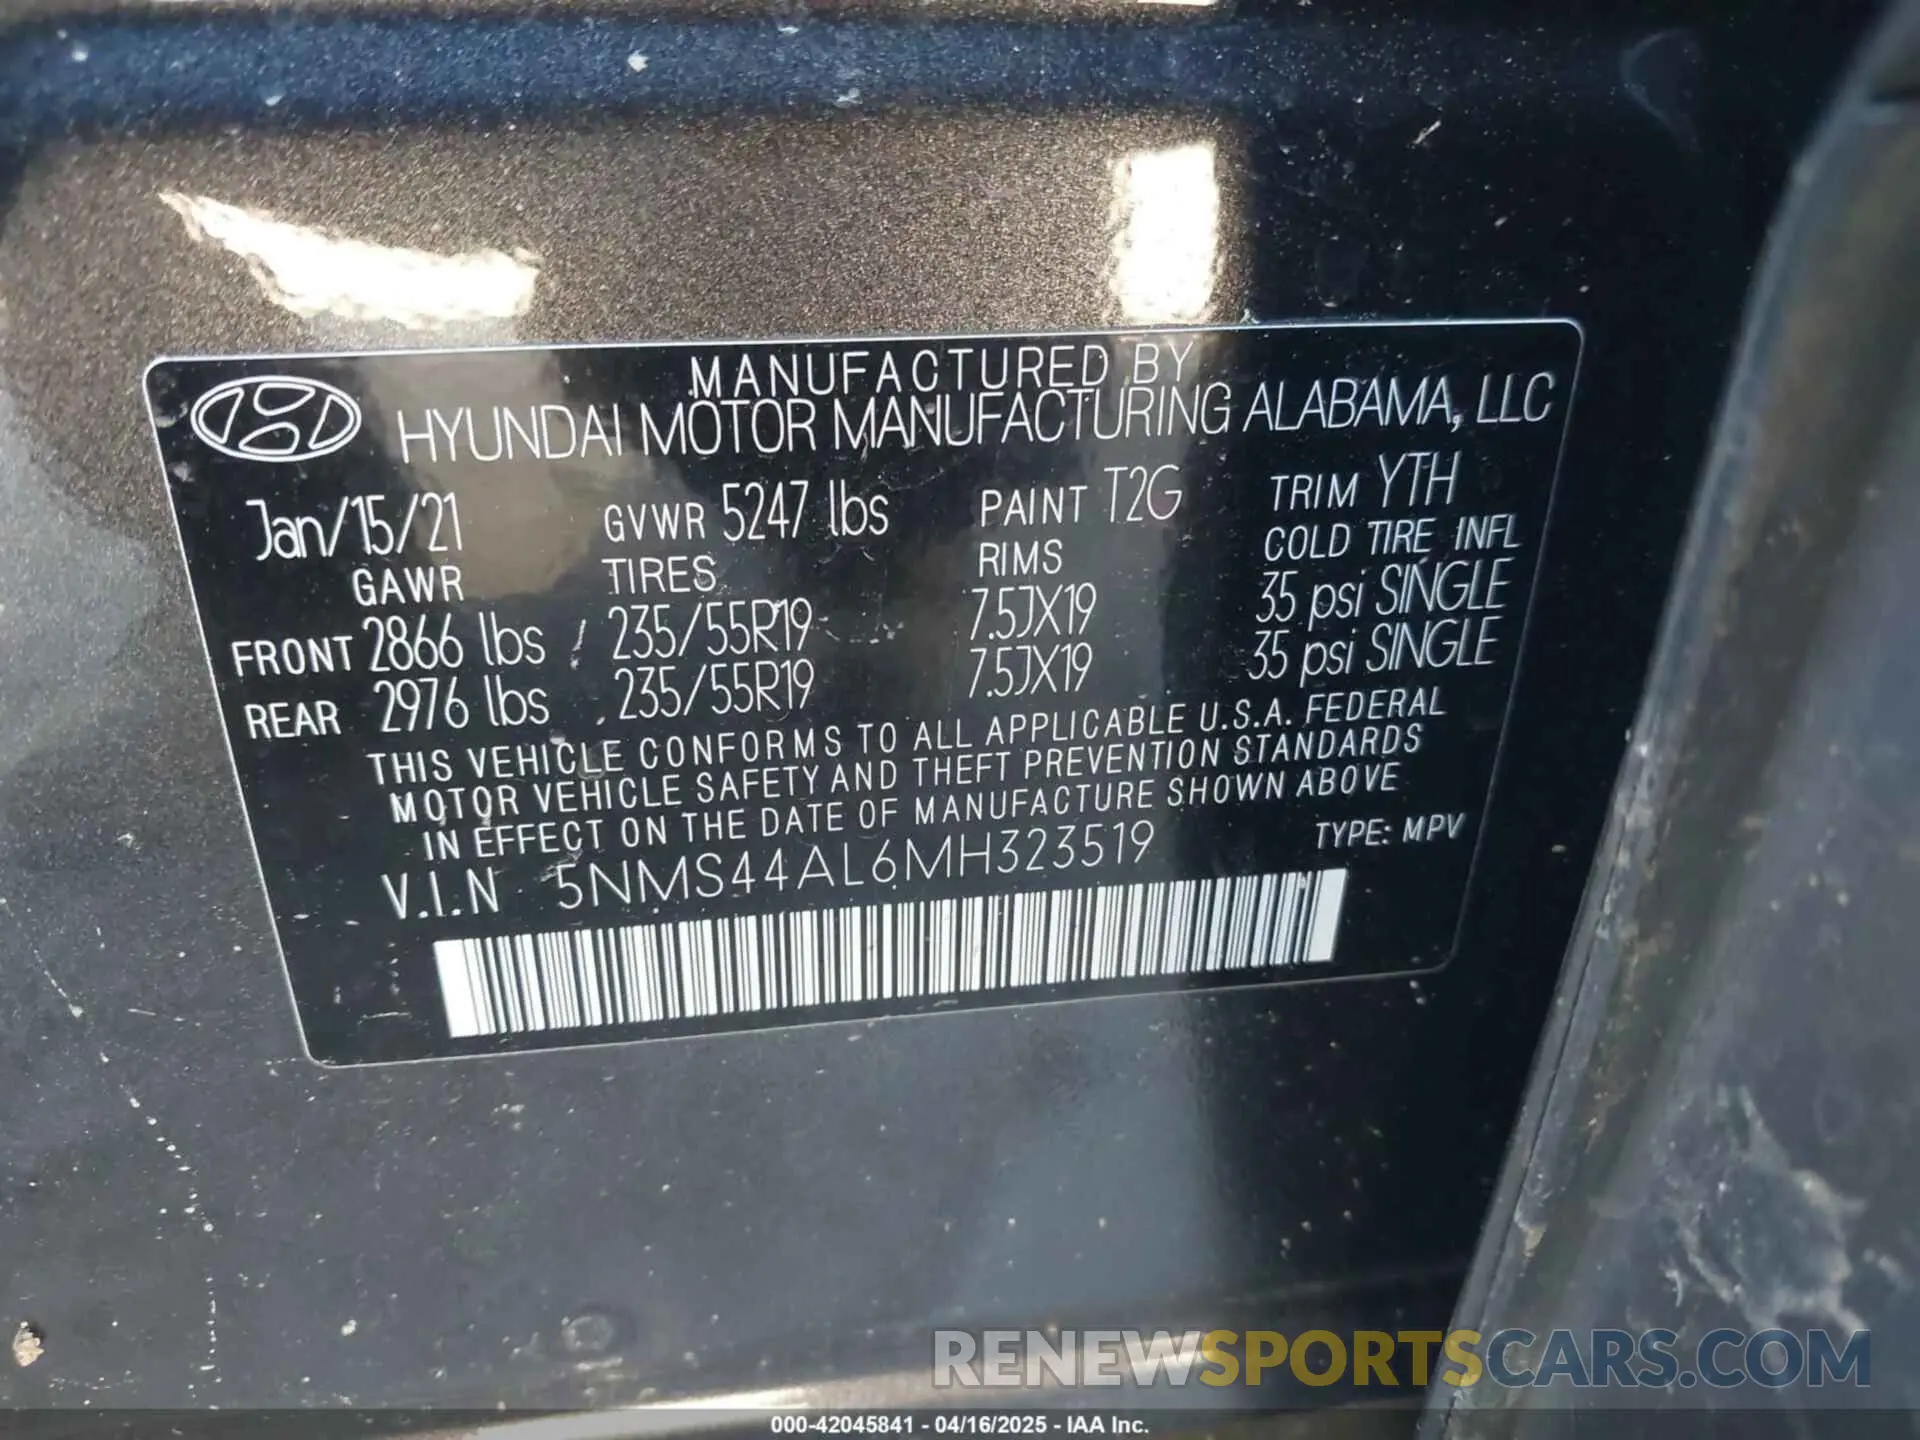 MANUFACTURED BY
HYUNDAI MOTOR MANUFACTURING ALABAMA, LLC
Jan/15/21 GVWR 5247 lbs PAINT T2G TRIM YTH
GAWR TIRES RIMS COLD TIRE INFL
FRONT 2866 lbs 235/55R19 7.5JX19 35 psi SINGLE
REAR 2976 lbs 235/55R19 7.5JX19 35 psi SINGLE
THIS VEHICLE CONFORMS TO ALL APPLICABLE U.S.A. FEDERAL
MOTOR VEHICLE SAFETY AND THEFT PREVENTION STANDARDS
IN EFFECT ON THE DATE OF MANUFACTURE SHOWN ABOVE
V.I.N 5NMS44AL6MH323519 TYPE: MPV
RENEWSPORTSCARS.COM
000-42045841 - 04/16/2025 - IAA Inc.